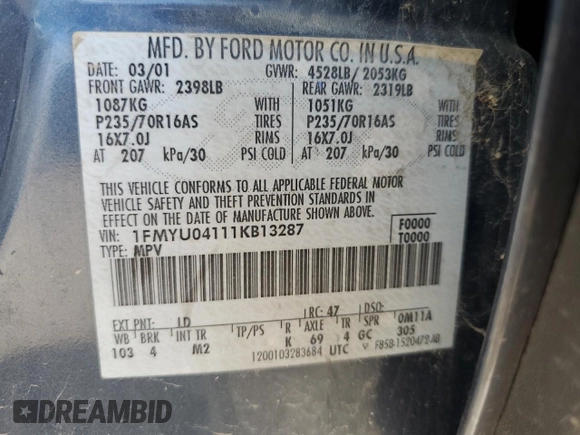 MFD. BY FORD MOTOR CO. IN U.S.A.
DATE: 03/01 GVWR: 4528LB/ 2053KG
FRONT GAWR: 2398LB REAR GAWR: 2319LB
1087KG WITH 1051KG WITH
P235/70R16AS TIRES P235/70R16AS TIRES
16X7.0J RIMS 16X7.0J RIMS
AT 207 kPa/30 PSI COLD AT 207 kPa/30 PSI COLD
THIS VEHICLE CONFORMS TO ALL APPLICABLE FEDERAL MOTOR
VEHICLE SAFETY AND THEFT PREVENTION STANDARDS IN
EFFECT ON THE DATE OF MANUFACTURE SHOWN ABOVE.
VIN: 1FMYU04111KB13287 F0000
TYPE: MPV T0000
EXT PNT: LD RC: 47 DSO:
WB BRK INT TR TP/PS R AXLE TR SPR 0M11A
103 4 M2 K 69 4 GC 305
1200103283684 UTC F85B-1520472-AB
DREAMBID